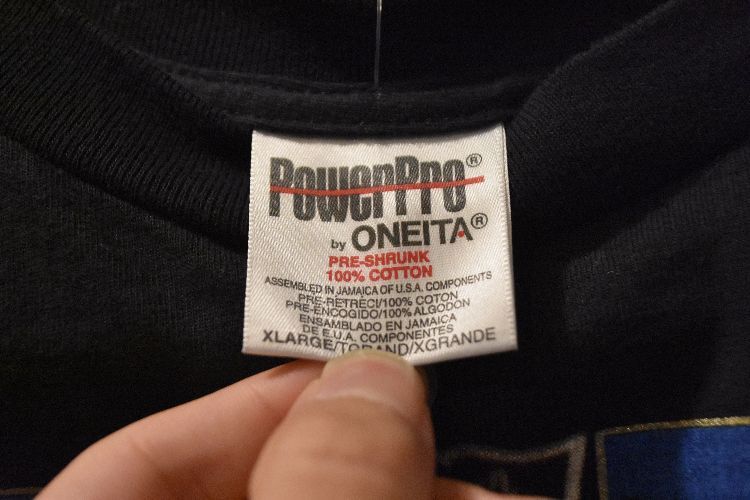 PowerPro®
by ONEITA®
PRE-SHRUNK
100% COTTON
ASSEMBLED IN JAMAICA OF U.S.A. COMPONENTS
PRE-RETRECI/100% COTON
PRE-ENCOGIDO/100% ALGODON
ENSAMBLADO EN JAMAICA
DE E.U.A. COMPONENTES
XLARGE/TGRAND/XGRANDE